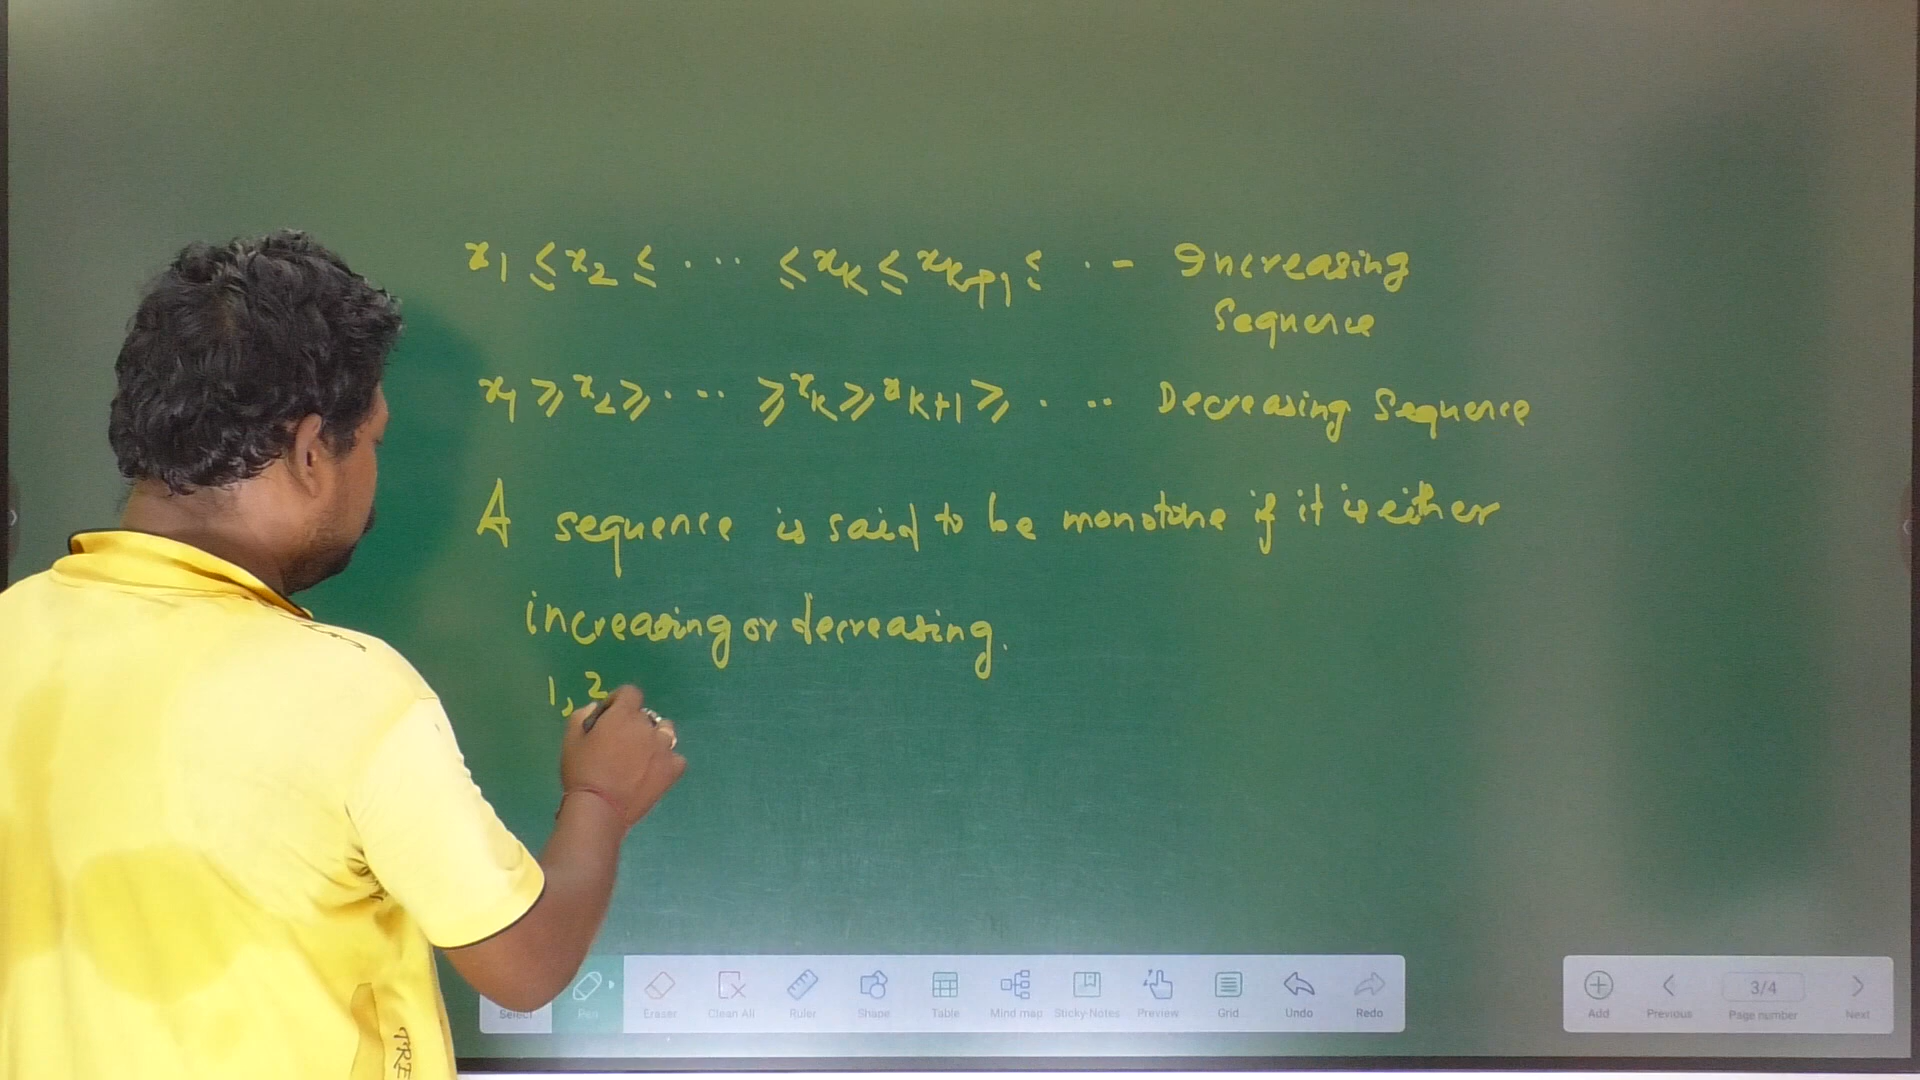 x₁ ≤ x₂ ≤ ... ≤ xₖ ≤ xₖ₊₁ ≤ ·– Increasing
Sequence
x₁ ≥ x₂ ≥ .... ≥ xₖ ≥ xₖ₊₁ ≥ ... Decreasing Sequence
A sequence is said to be monotone if it is either
increasing or decreasing.
1, 2
Select Pen Eraser Clean All Ruler Shape Table Mind map Sticky-Notes Preview Grid Undo Redo
3/4
Add Previous Page number Next
TRE